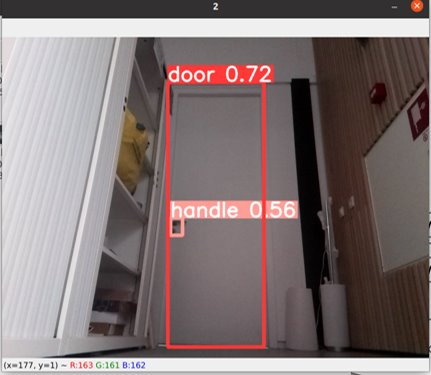 2
door 0.72
handle 0.56
(x=177, y=1) ~ R:163 G:161 B:162